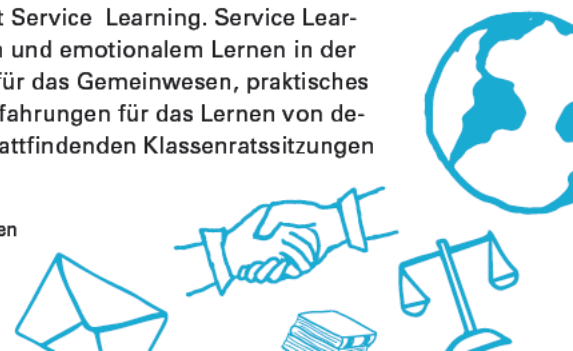 t Service Learning. Service Lear-
und emotionalem Lernen in der
für das Gemeinwesen, praktisches
fahrungen für das Lernen von de-
attfindenden Klassenratssitzungen
en